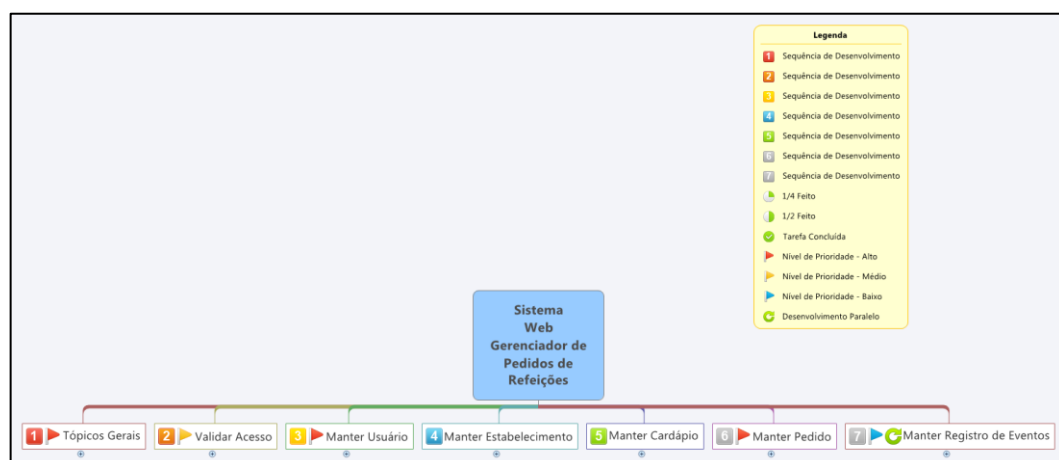 Legenda
1 Sequência de Desenvolvimento
2 Sequência de Desenvolvimento
3 Sequência de Desenvolvimento
4 Sequência de Desenvolvimento
5 Sequência de Desenvolvimento
6 Sequência de Desenvolvimento
7 Sequência de Desenvolvimento
1/4 Feito
1/2 Feito
Tarefa Concluída
Nível de Prioridade - Alto
Nível de Prioridade - Médio
Nível de Prioridade - Baixo
Desenvolvimento Paralelo
Sistema
Web
Gerenciador de
Pedidos de
Refeições
1 Tópicos Gerais
2 Validar Acesso
3 Manter Usuário
4 Manter Estabelecimento
5 Manter Cardápio
6 Manter Pedido
7 Manter Registro de Eventos